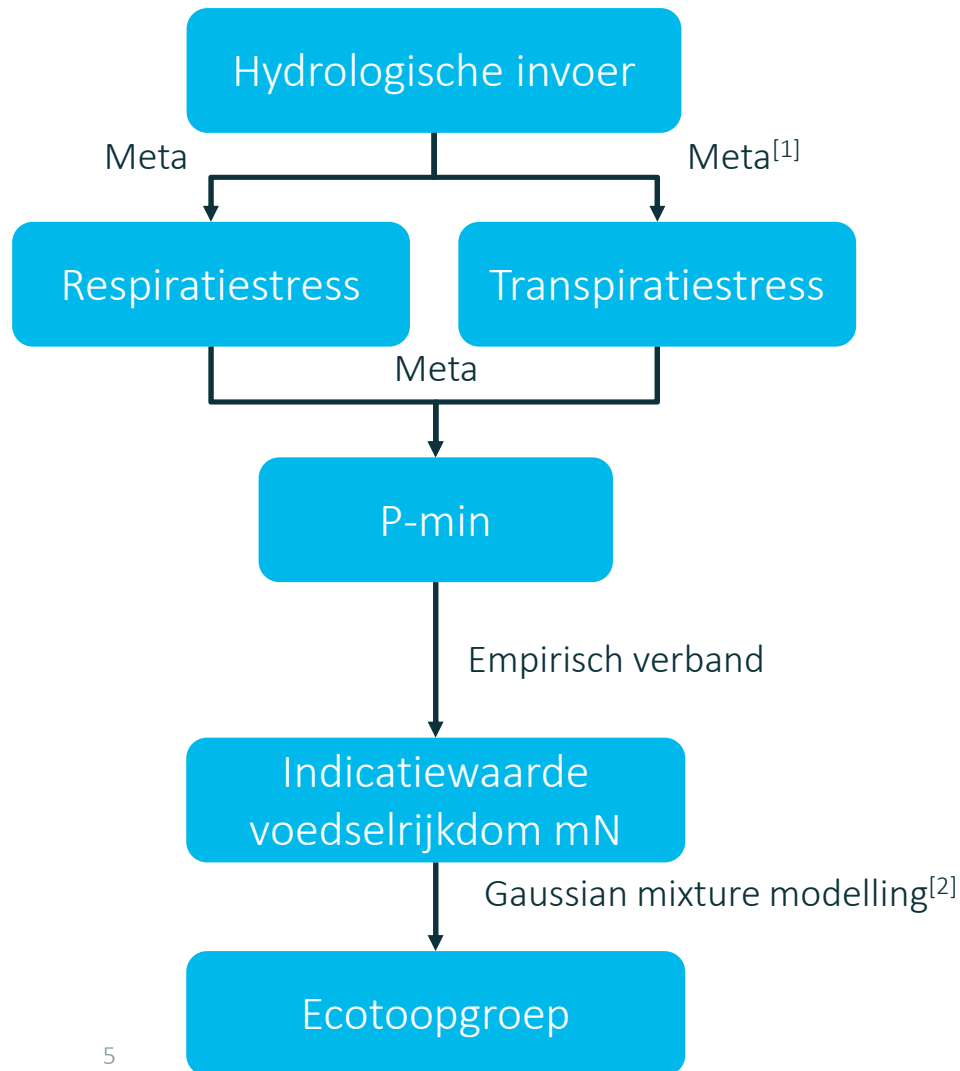 Hydrologische invoer
Meta
Meta[1]
Respiratiestress
Transpiratiestress
Meta
P-min
Empirisch verband
Indicatiewaarde
voedselrijkdom mN
Gaussian mixture modelling[2]
Ecotoopgroep
5